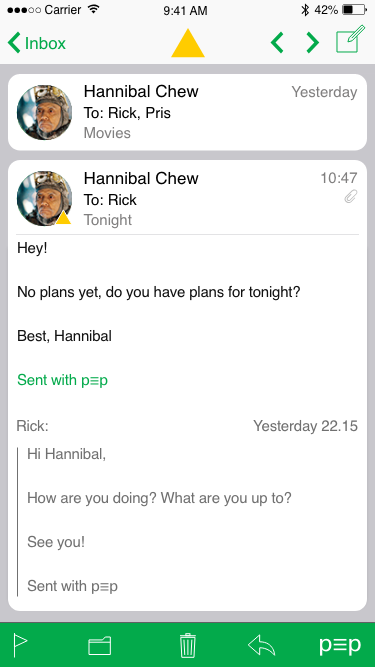 Carrier 9:41 AM 42%
Inbox
Hannibal Chew Yesterday
To: Rick, Pris
Movies
Hannibal Chew 10:47
To: Rick
Tonight
Hey!
No plans yet, do you have plans for tonight?
Best, Hannibal
Sent with p≡p
Rick: Yesterday 22.15
Hi Hannibal,
How are you doing? What are you up to?
See you!
Sent with p≡p
p≡p